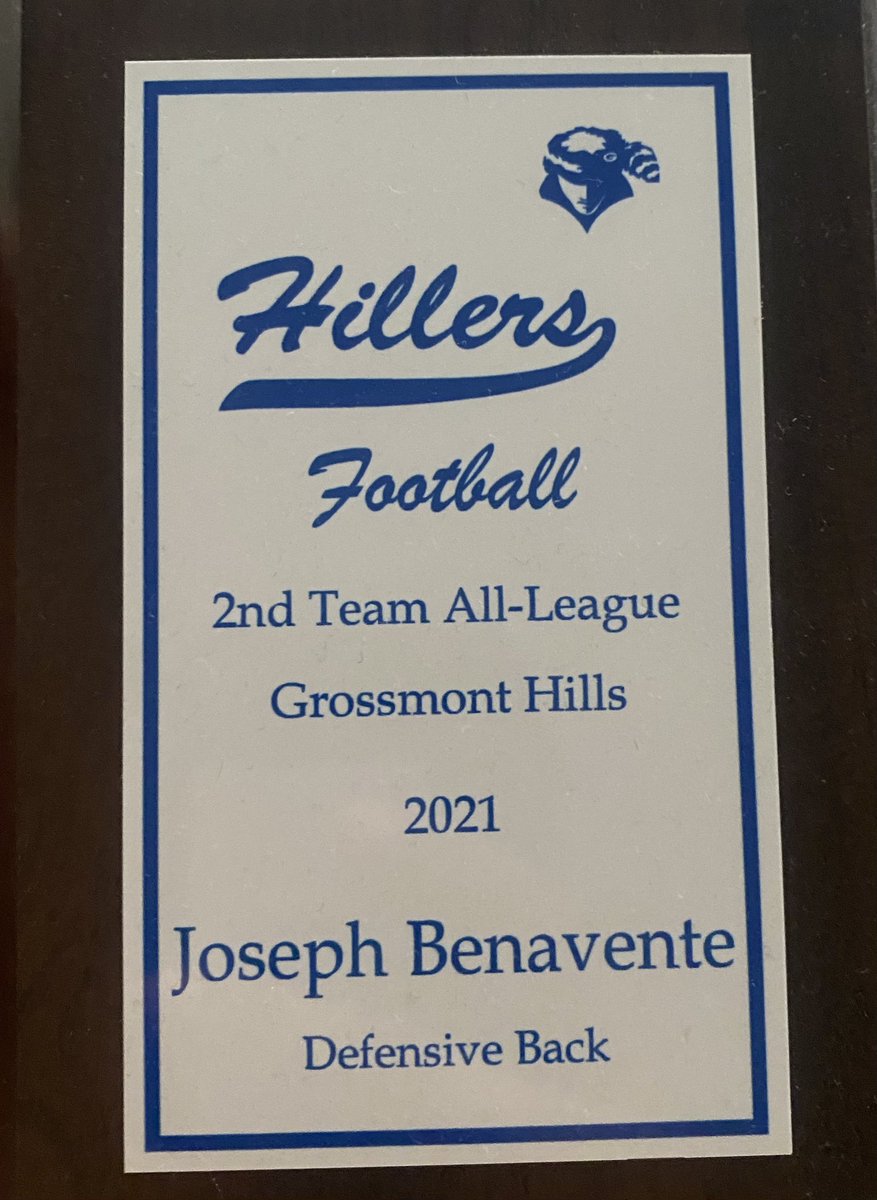 Hillers
Football
2nd Team All-League
Grossmont Hills
2021
Joseph Benavente
Defensive Back